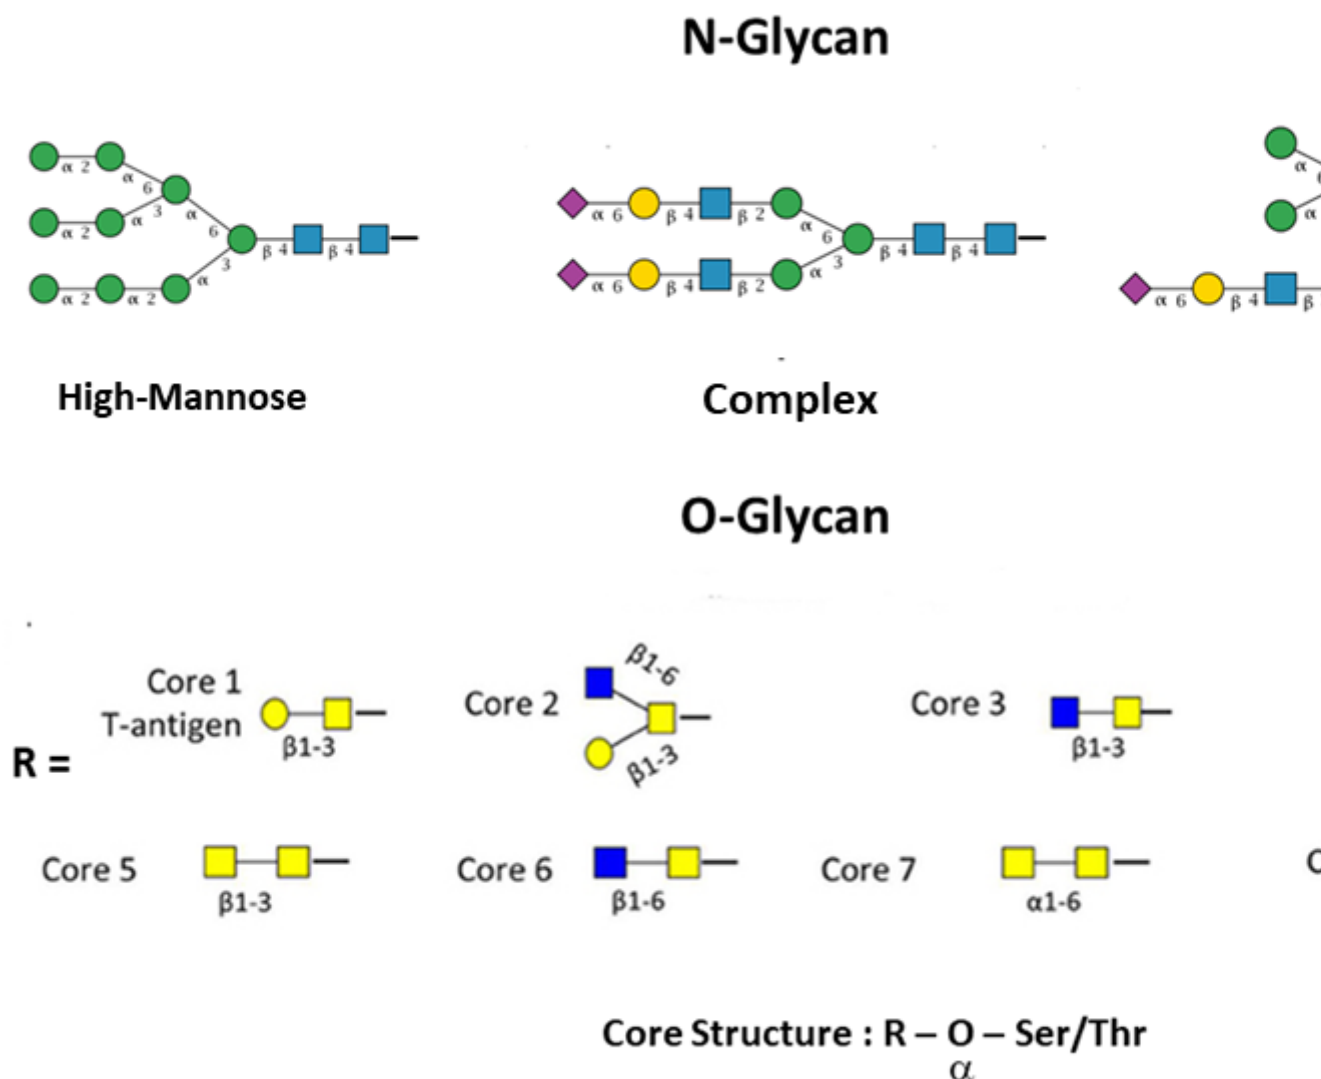 N-Glycan
α 2 α 6
α 2 α 3 α 6 β 4 β 4
α 2 α 2 α 3
α 6 β 4 β 2 α 6 β 4 β 4
α 6 β 4 β 2 α 3
α 6
α
α 6 β 4 β
High-Mannose
Complex
O-Glycan
R =
Core 1
T-antigen
β1-3
Core 2
β1-6
β1-3
Core 3
β1-3
Core 5
β1-3
Core 6
β1-6
Core 7
α1-6
Core Structure : R – O – Ser/Thr
α